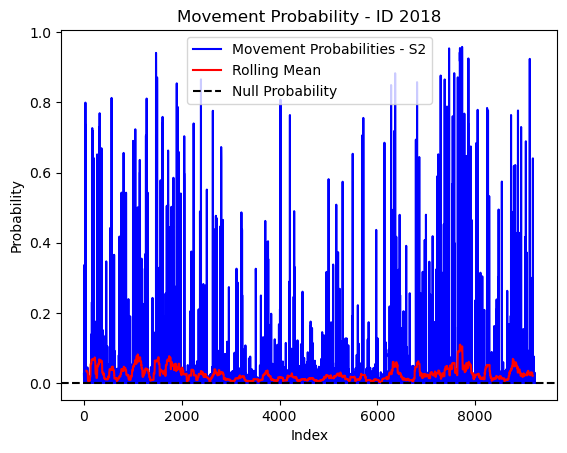 Movement Probability - ID 2018
Movement Probabilities - S2
Rolling Mean
Null Probability
Probability
1.0
0.8
0.6
0.4
0.2
0.0
0
2000
4000
6000
8000
Index